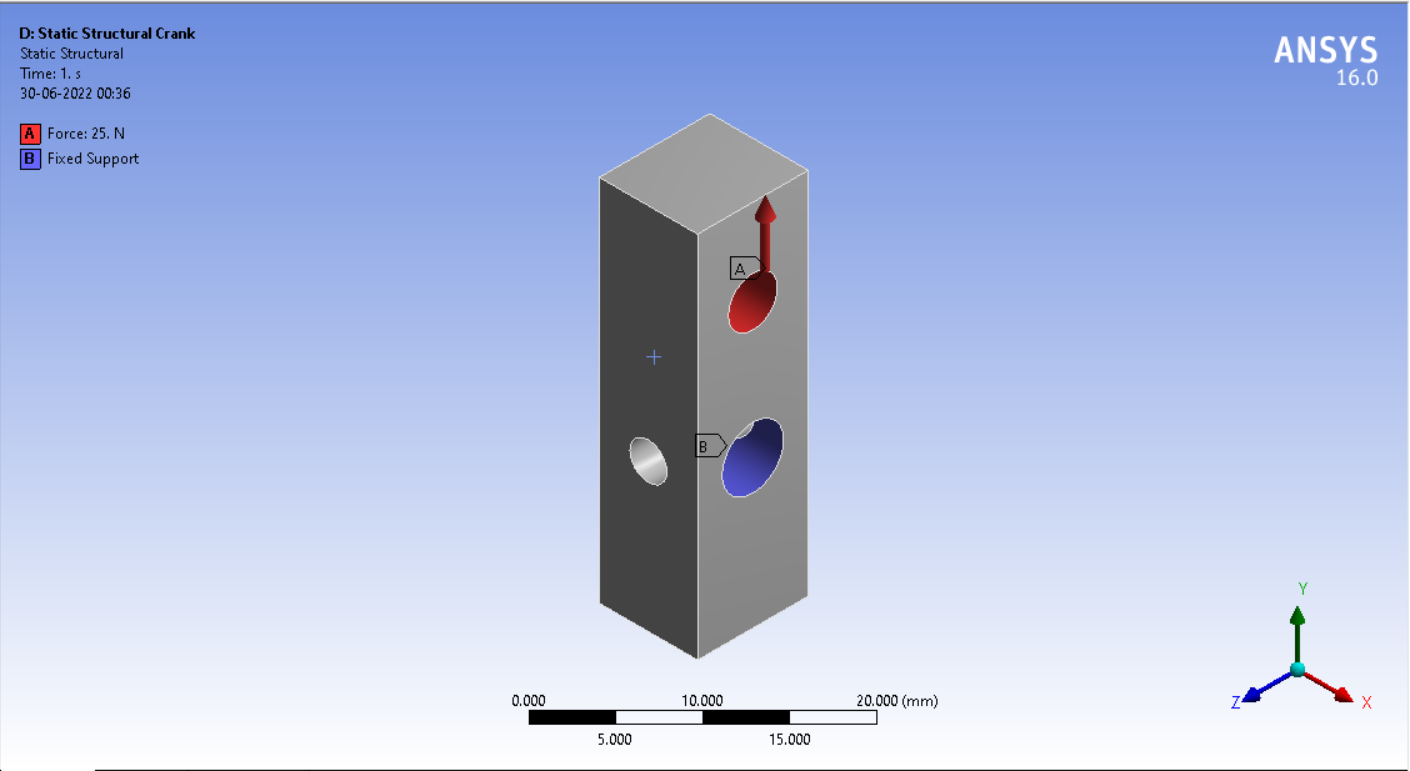 D: Static Structural Crank
Static Structural
Time: 1. s
30-06-2022 00:36
A Force: 25. N
B Fixed Support
ANSYS
16.0
A
B
0.000 10.000 20.000 (mm)
5.000 15.000
Y
Z X